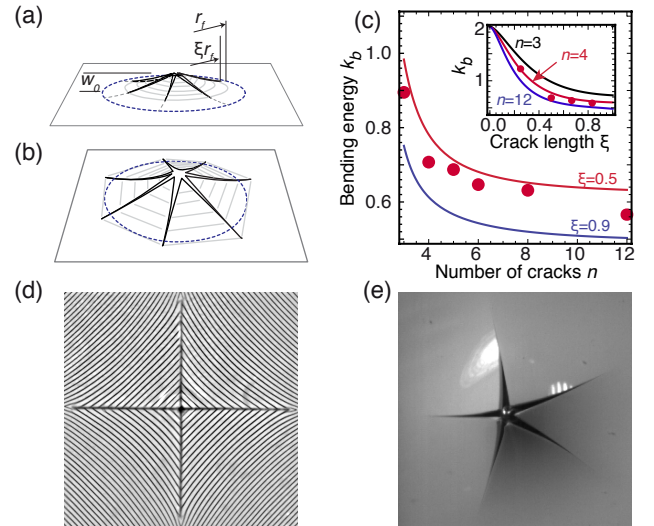 (a)
r_f
ξr_f
w_0
(b)
(c)
Bending energy k_b
1.0
0.8
0.6
4
6
8
10
12
Number of cracks n
ξ=0.5
ξ=0.9
k_b
2
1
0
0.0
0.4
0.8
Crack length ξ
n=3
n=4
n=12
(d)
(e)